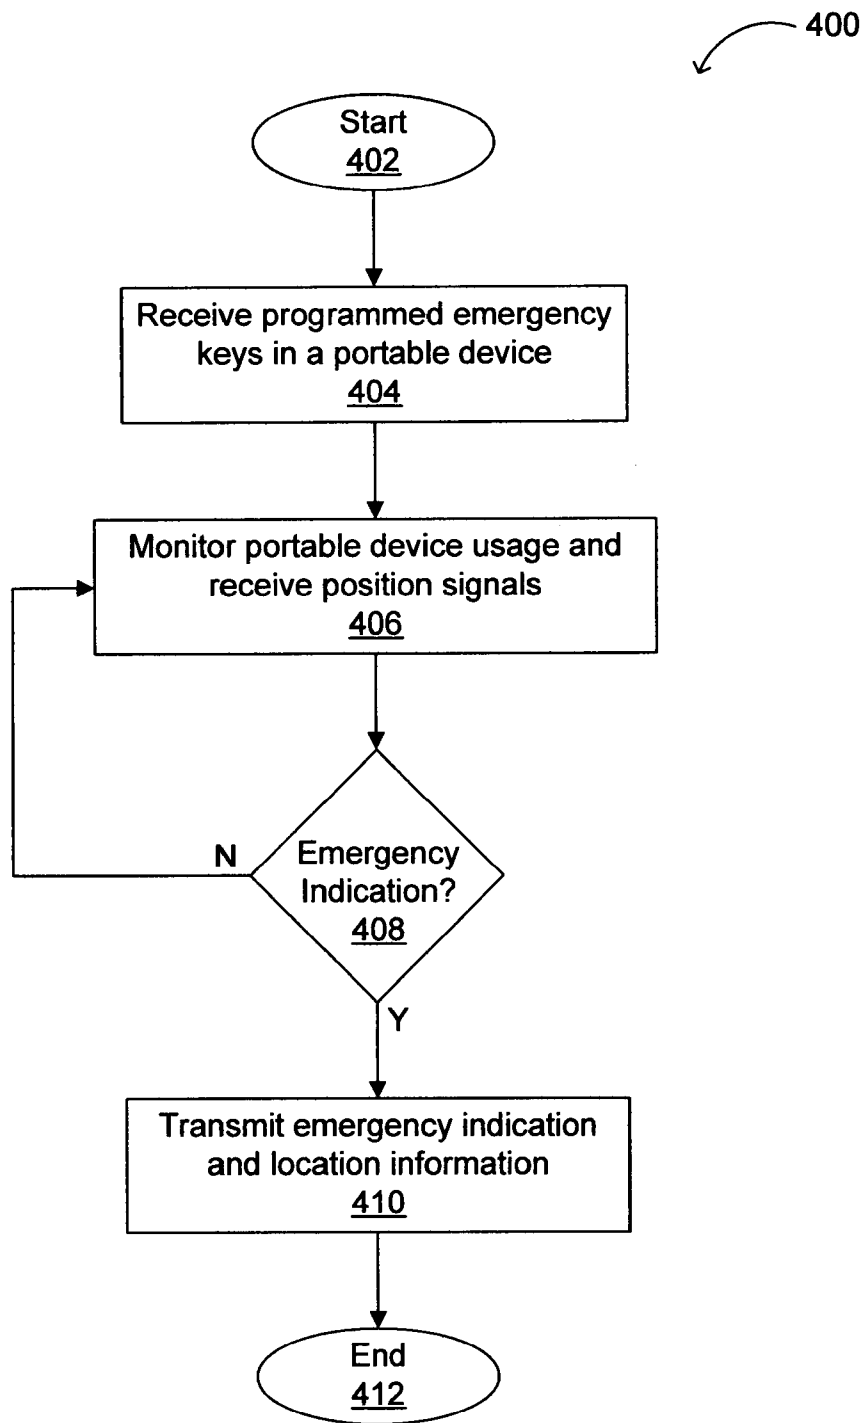 400
Start
402
Receive programmed emergency
keys in a portable device
404
Monitor portable device usage and
receive position signals
406
N
Emergency
Indication?
408
Y
Transmit emergency indication
and location information
410
End
412